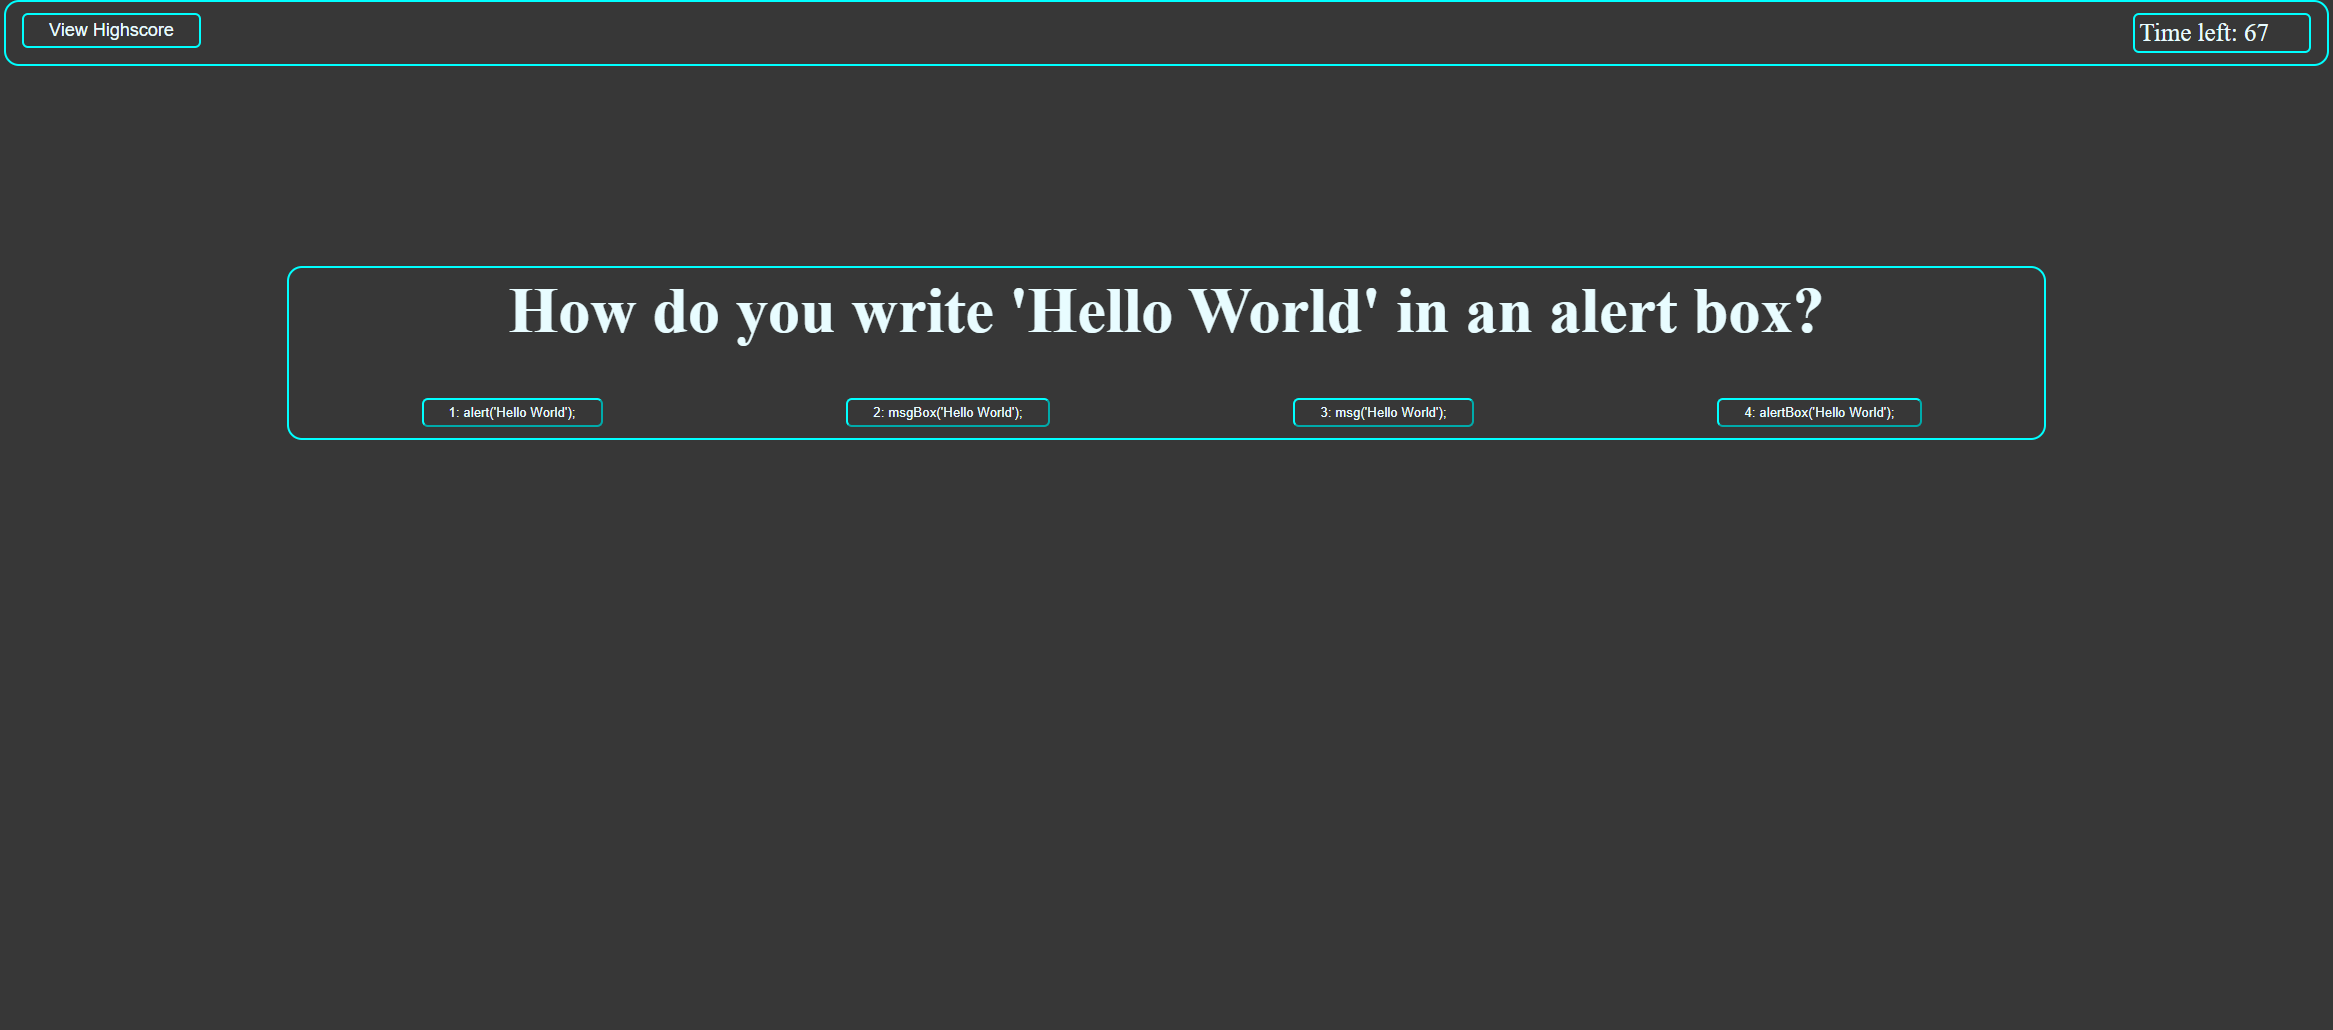 View Highscore
Time left: 67
How do you write 'Hello World' in an alert box?
1: alert('Hello World');
2: msgBox('Hello World');
3: msg('Hello World');
4: alertBox('Hello World');